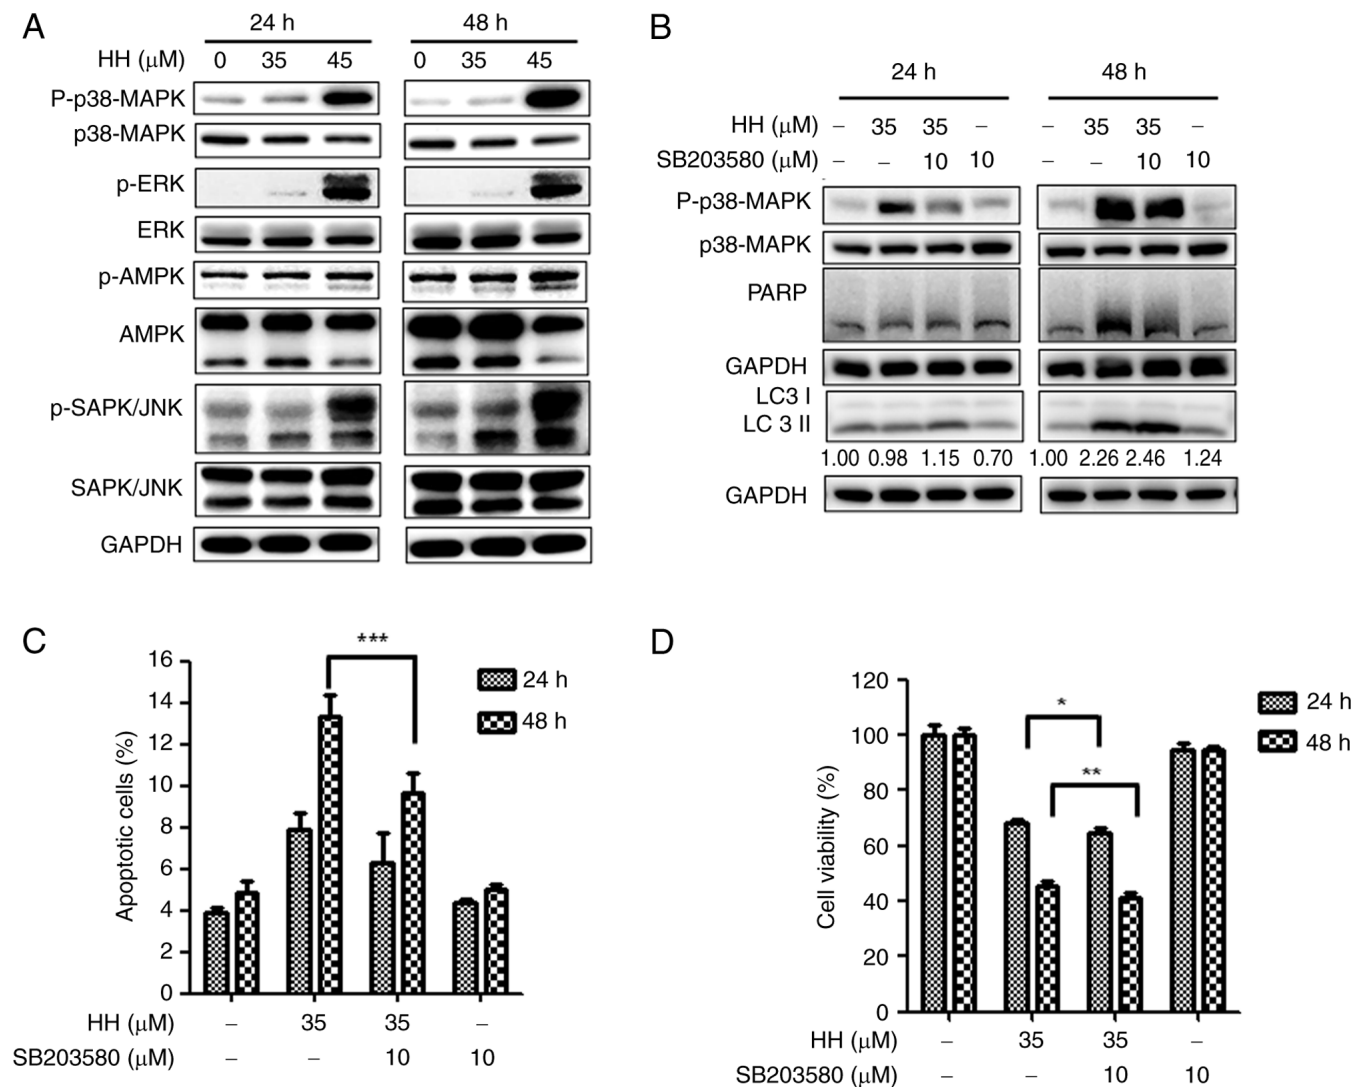 A
24 h
48 h
HH (μM)
0 35 45
0 35 45
P-p38-MAPK
p38-MAPK
p-ERK
ERK
p-AMPK
AMPK
p-SAPK/JNK
SAPK/JNK
GAPDH
B
24 h
48 h
HH (μM) – 35 35 – – 35 35 –
SB203580 (μM) – – 10 10 – – 10 10
P-p38-MAPK
p38-MAPK
PARP
GAPDH
LC3 I
LC 3 II
1.00 0.98 1.15 0.70 1.00 2.26 2.46 1.24
GAPDH
C
Apoptotic cells (%)
16
14
12
10
8
6
4
2
0
***
24 h
48 h
HH (μM) – 35 35 –
SB203580 (μM) – – 10 10
D
Cell viability (%)
120
100
80
60
40
20
0
*
**
24 h
48 h
HH (μM) – 35 35 –
SB203580 (μM) – – 10 10